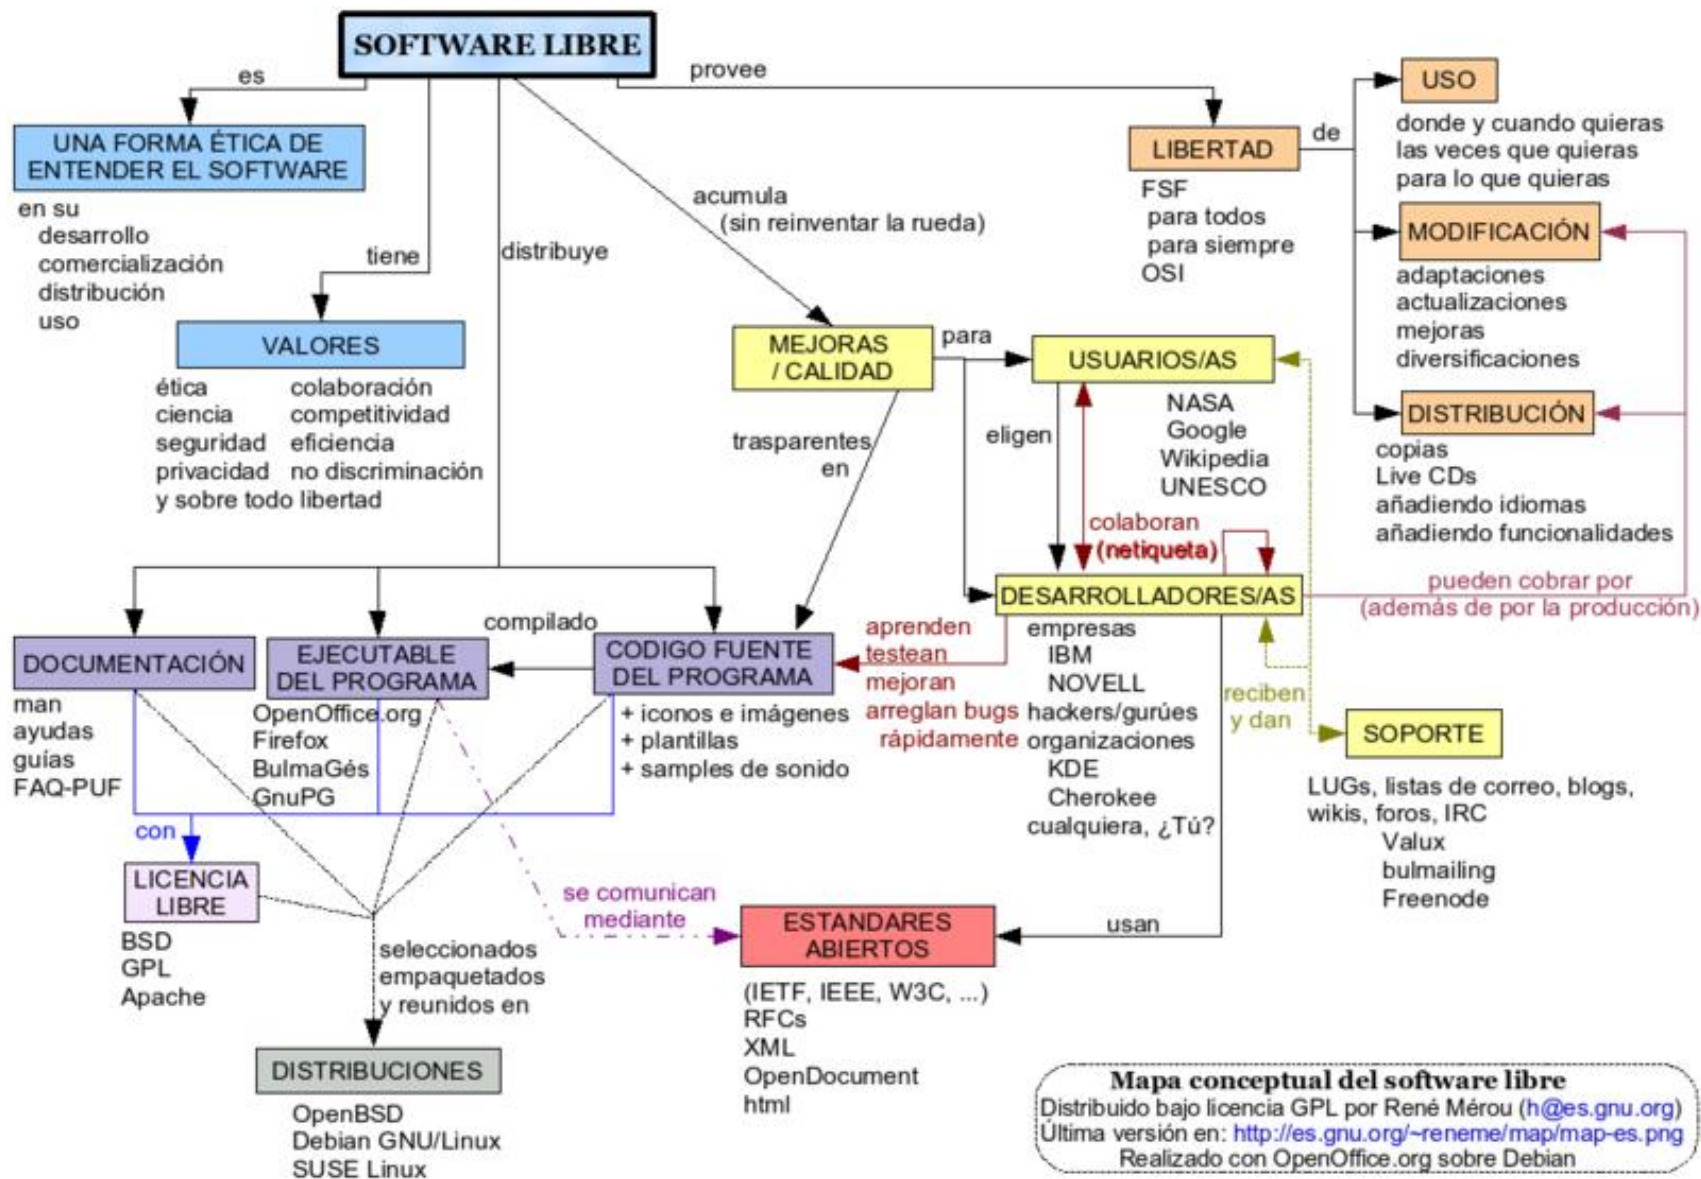 SOFTWARE LIBRE
es
provee
UNA FORMA ÉTICA DE
ENTENDER EL SOFTWARE
en su
desarrollo
comercialización
distribución
uso
tiene
VALORES
ética colaboración
ciencia competitividad
seguridad eficiencia
privacidad no discriminación
y sobre todo libertad
distribuye
acumula
(sin reinventar la rueda)
LIBERTAD
FSF
para todos
para siempre
OSI
de
USO
donde y cuando quieras
las veces que quieras
para lo que quieras
MODIFICACIÓN
adaptaciones
actualizaciones
mejoras
diversificaciones
DISTRIBUCIÓN
copias
Live CDs
añadiendo idiomas
añadiendo funcionalidades
MEJORAS
/ CALIDAD
para
trasparentes
en
USUARIOS/AS
NASA
Google
Wikipedia
UNESCO
eligen
colaboran
(netiqueta)
DESARROLLADORES/AS
empresas
IBM
NOVELL
hackers/gurúes
organizaciones
KDE
Cherokee
cualquiera, ¿Tú?
pueden cobrar por
(además de por la producción)
aprenden
testean
mejoran
arreglan bugs
rápidamente
reciben
y dan
SOPORTE
LUGs, listas de correo, blogs,
wikis, foros, IRC
Valux
bulmailing
Freenode
DOCUMENTACIÓN
man
ayudas
guías
FAQ-PUF
EJECUTABLE
DEL PROGRAMA
OpenOffice.org
Firefox
BulmaGés
GnuPG
compilado
CODIGO FUENTE
DEL PROGRAMA
+ iconos e imágenes
+ plantillas
+ samples de sonido
con
LICENCIA
LIBRE
BSD
GPL
Apache
seleccionados
empaquetados
y reunidos en
se comunican
mediante
ESTANDARES
ABIERTOS
usan
(IETF, IEEE, W3C, ...)
RFCs
XML
OpenDocument
html
DISTRIBUCIONES
OpenBSD
Debian GNU/Linux
SUSE Linux
Mapa conceptual del software libre
Distribuido bajo licencia GPL por René Mérou (h@es.gnu.org)
Última versión en: http://es.gnu.org/~reneme/map/map-es.png
Realizado con OpenOffice.org sobre Debian